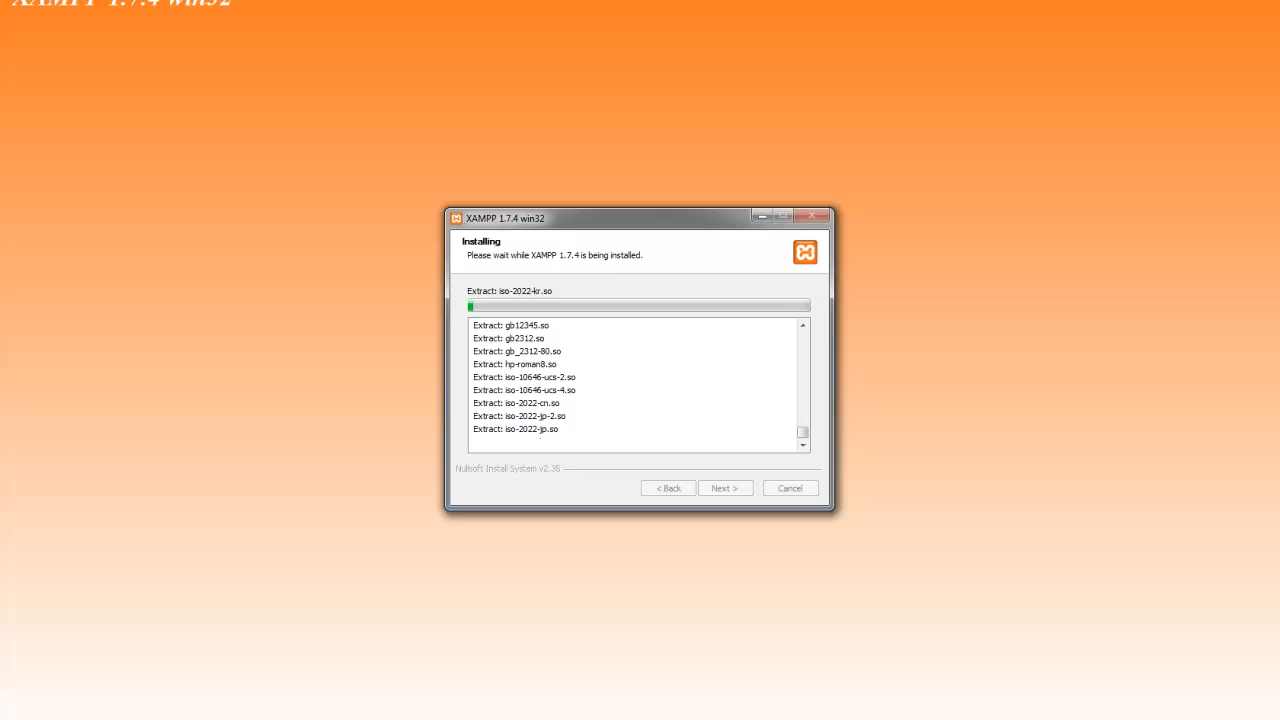 XAMPP 1.7.4 win32
XAMPP 1.7.4 win32
Installing
Please wait while XAMPP 1.7.4 is being installed.
Extract: iso-2022-kr.so
Extract: gb12345.so
Extract: gb2312.so
Extract: gb_2312-80.so
Extract: hp-roman8.so
Extract: iso-10646-ucs-2.so
Extract: iso-10646-ucs-4.so
Extract: iso-2022-cn.so
Extract: iso-2022-jp-2.so
Extract: iso-2022-jp.so
Nullsoft Install System v2.35
< Back Next > Cancel